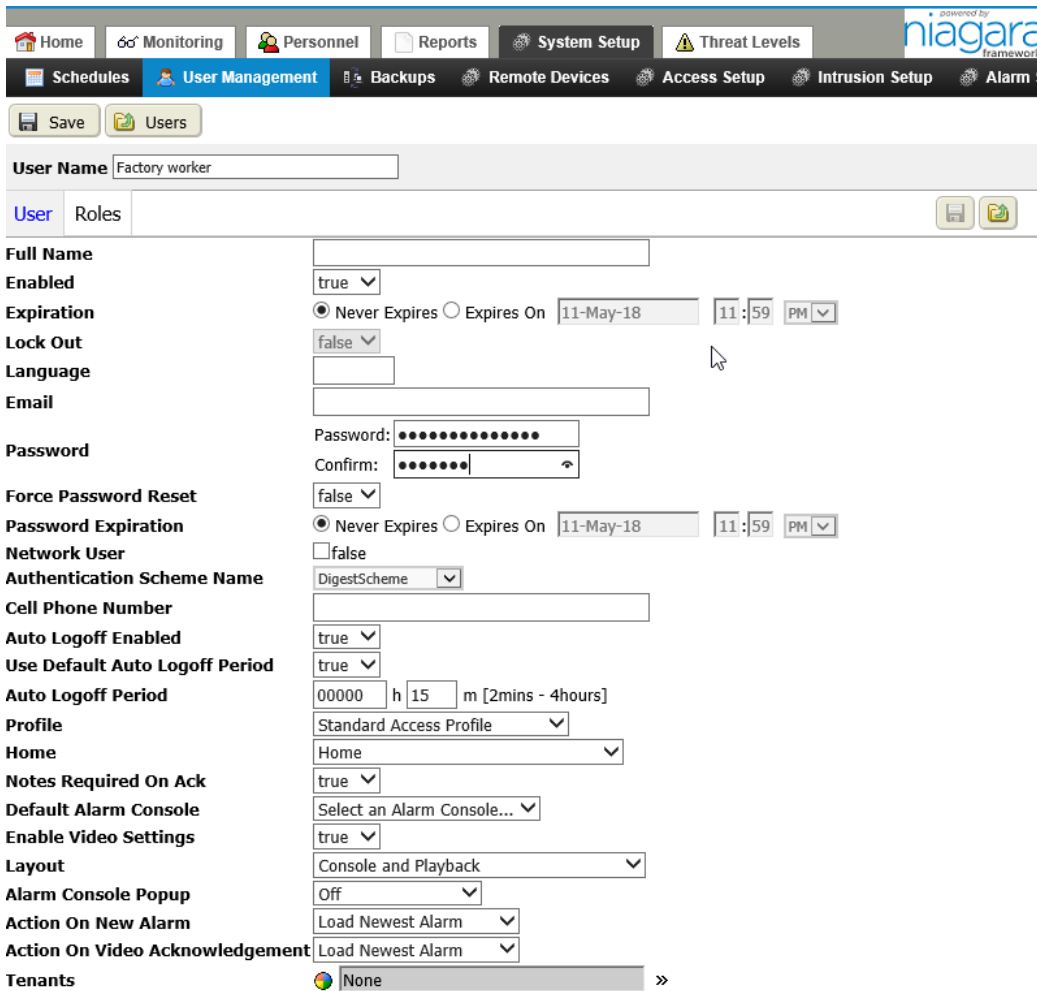 powered by
niagara
framework
Home Monitoring Personnel Reports System Setup Threat Levels
Schedules User Management Backups Remote Devices Access Setup Intrusion Setup Alarm
Save Users
User Name Factory worker
User Roles
Full Name
Enabled true
Expiration Never Expires Expires On 11-May-18 11:59 PM
Lock Out false
Language
Email
Password: ●●●●●●●●●●●●●●
Password
Confirm: ●●●●●●●
Force Password Reset false
Password Expiration Never Expires Expires On 11-May-18 11:59 PM
Network User false
Authentication Scheme Name DigestScheme
Cell Phone Number
Auto Logoff Enabled true
Use Default Auto Logoff Period true
Auto Logoff Period 00000 h 15 m [2mins - 4hours]
Profile Standard Access Profile
Home Home
Notes Required On Ack true
Default Alarm Console Select an Alarm Console...
Enable Video Settings true
Layout Console and Playback
Alarm Console Popup Off
Action On New Alarm Load Newest Alarm
Action On Video Acknowledgement Load Newest Alarm
Tenants None »